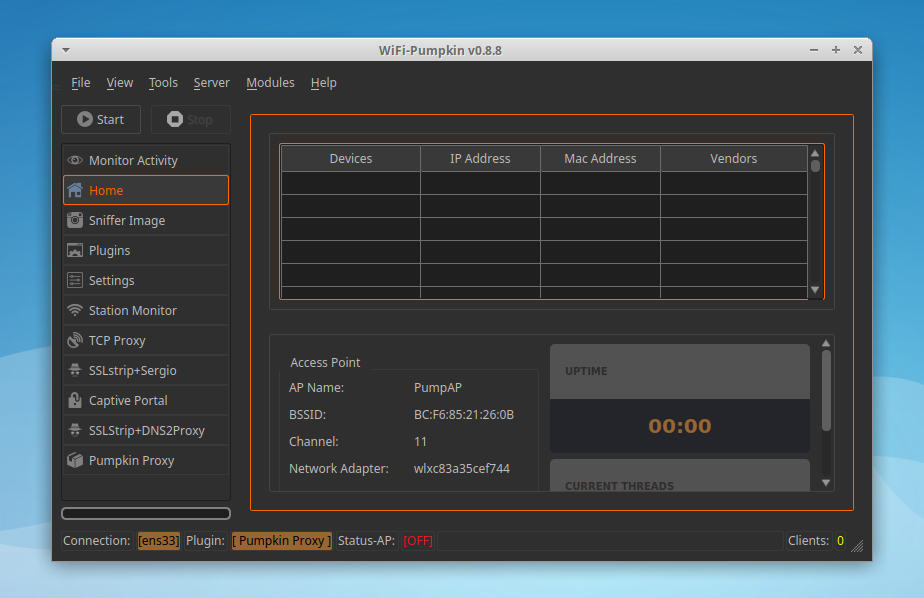 WiFi-Pumpkin v0.8.8
File View Tools Server Modules Help
Start Stop
Monitor Activity
Home
Sniffer Image
Plugins
Settings
Station Monitor
TCP Proxy
SSLstrip+Sergio
Captive Portal
SSLStrip+DNS2Proxy
Pumpkin Proxy
Devices IP Address Mac Address Vendors
Access Point
AP Name: PumpAP
BSSID: BC:F6:85:21:26:0B
Channel: 11
Network Adapter: wlxc83a35cef744
UPTIME
00:00
CURRENT THREADS
Connection: [ens33] Plugin: [ Pumpkin Proxy ] Status-AP: [OFF] Clients: 0